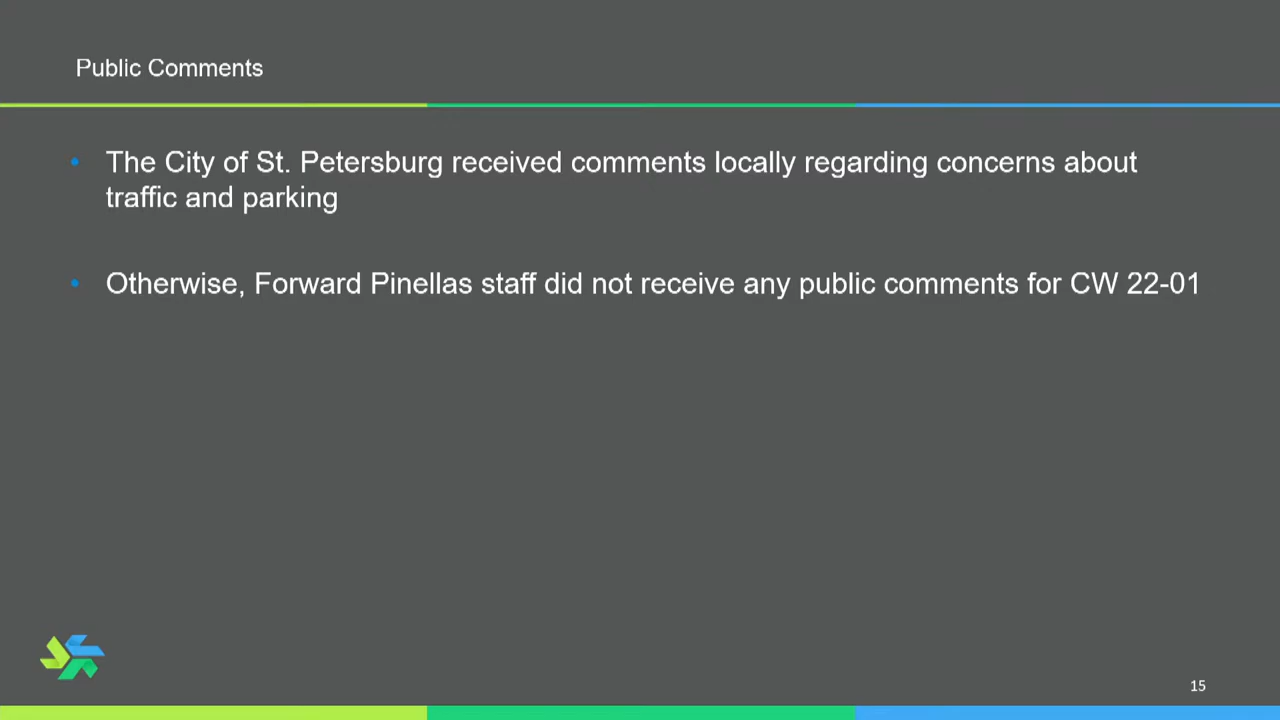 Public Comments
• The City of St. Petersburg received comments locally regarding concerns about
traffic and parking
• Otherwise, Forward Pinellas staff did not receive any public comments for CW 22-01
15